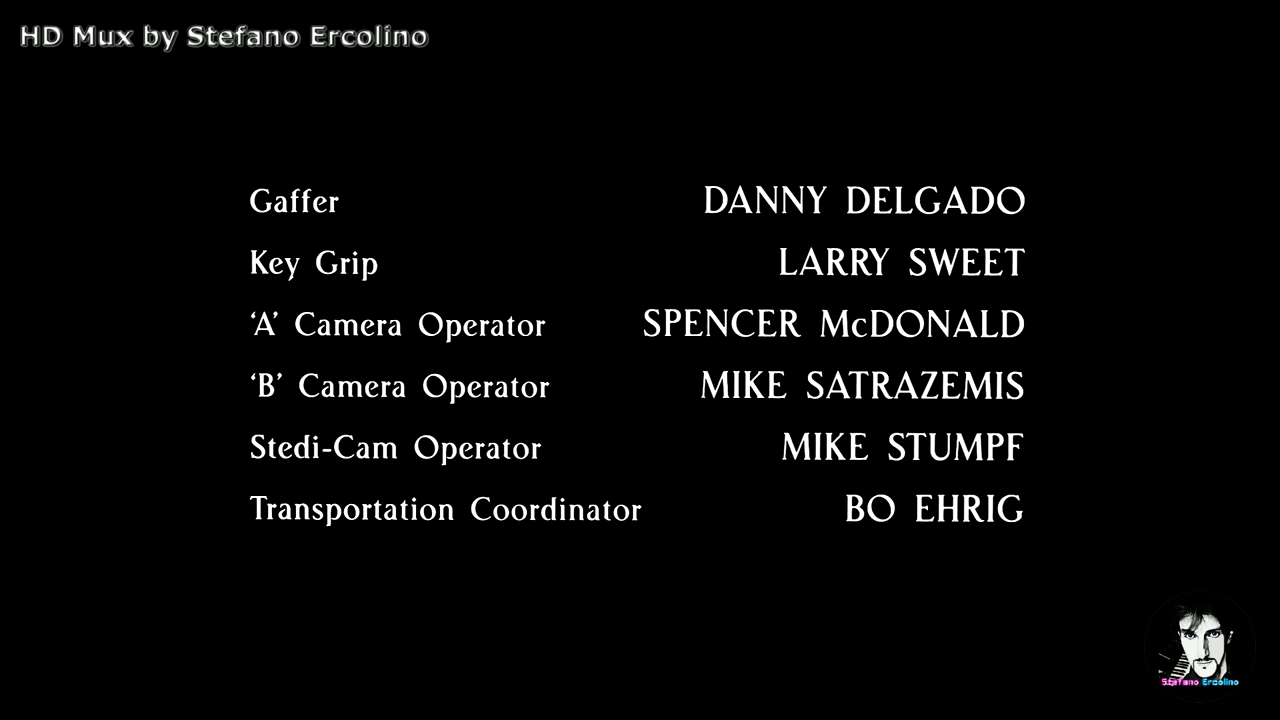 HD Mux by Stefano Ercolino
Gaffer DANNY DELGADO
Key Grip LARRY SWEET
‘A’ Camera Operator SPENCER McDONALD
‘B’ Camera Operator MIKE SATRAZEMIS
Stedi-Cam Operator MIKE STUMPF
Transportation Coordinator BO EHRIG
Stefano Ercolino